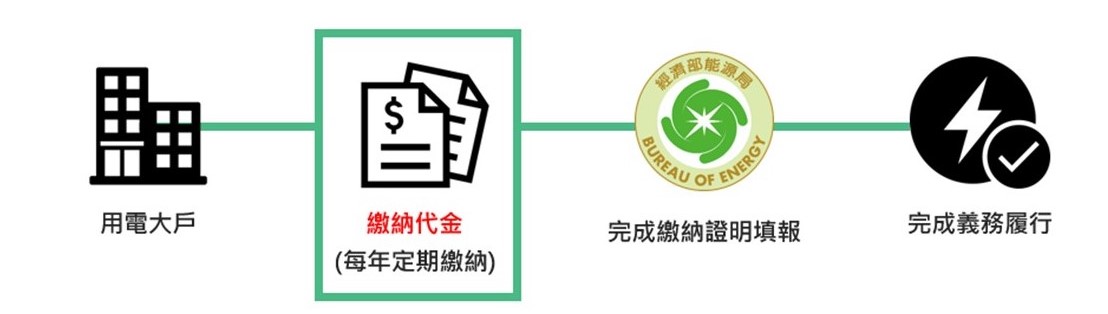 用電大戶
$
繳納代金
(每年定期繳納)
經濟部能源局
BUREAU OF ENERGY
完成繳納證明填報
完成義務履行